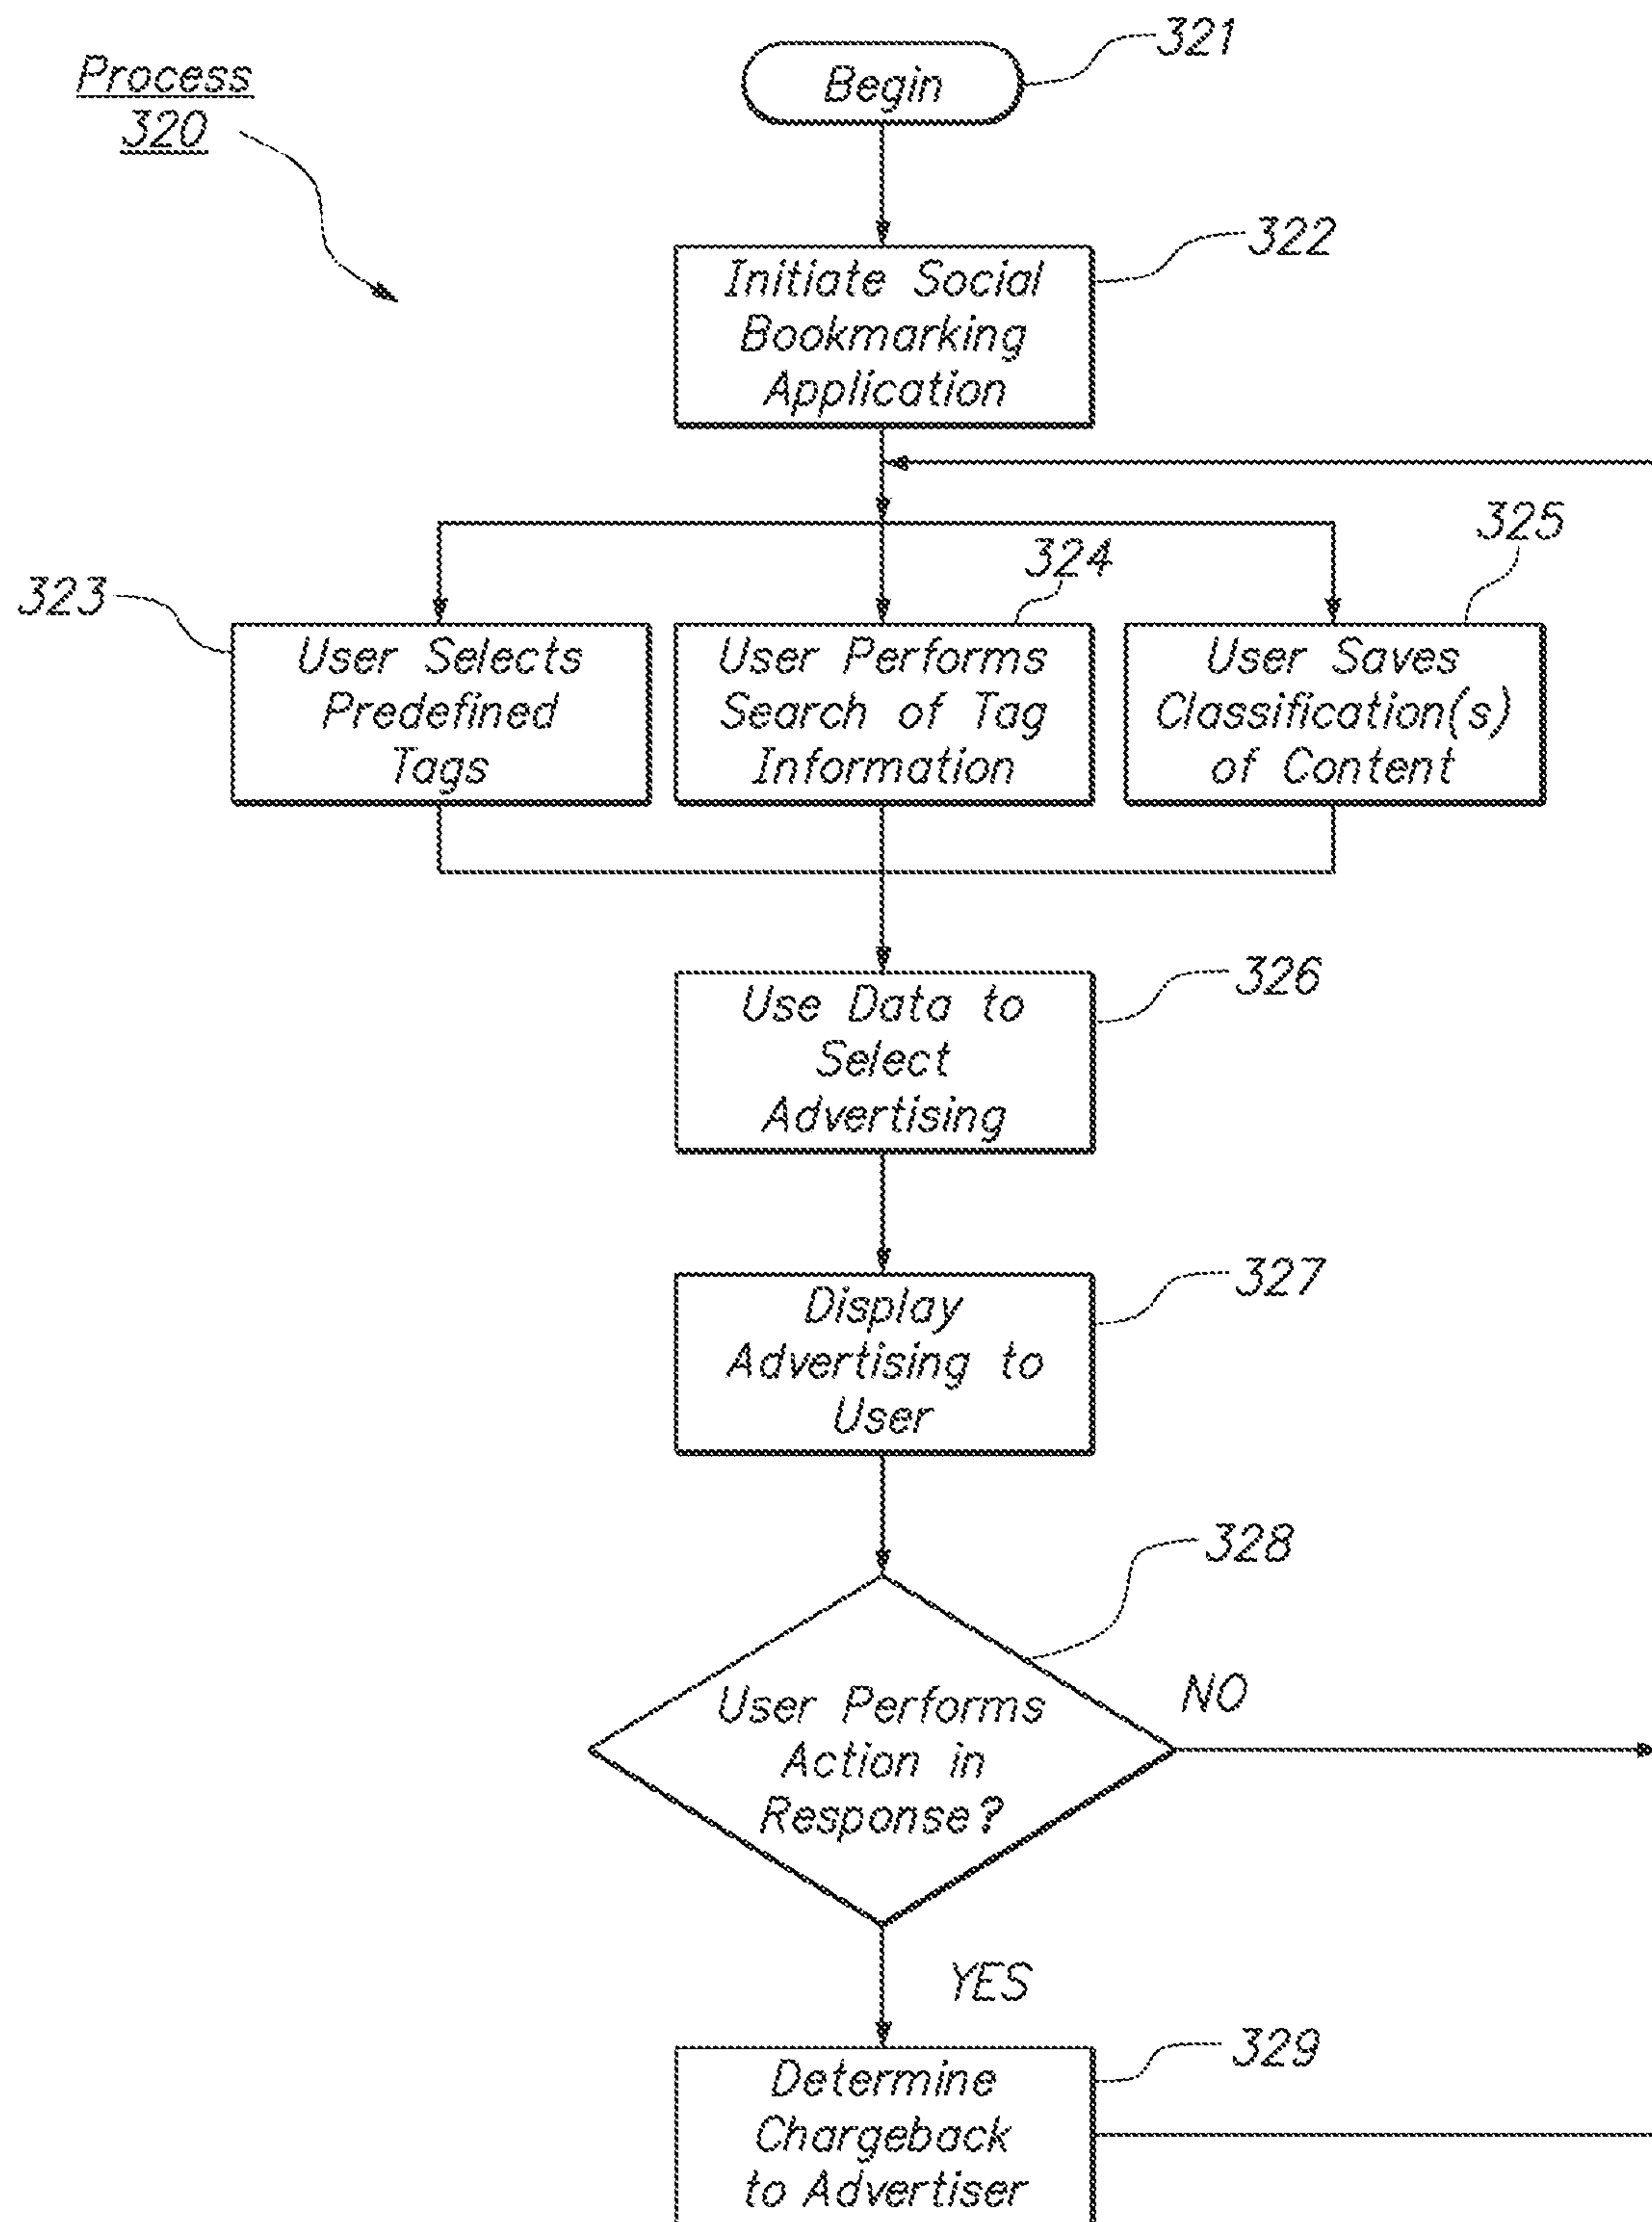 Process
320
Begin
321
Initiate Social
Bookmarking
Application
322
323
324
325
User Selects
Predefined
Tags
User Performs
Search of Tag
Information
User Saves
Classification(s)
of Content
Use Data to
Select
Advertising
326
Display
Advertising to
User
327
328
User Performs
Action in
Response?
NO
YES
329
Determine
Chargeback
to Advertiser